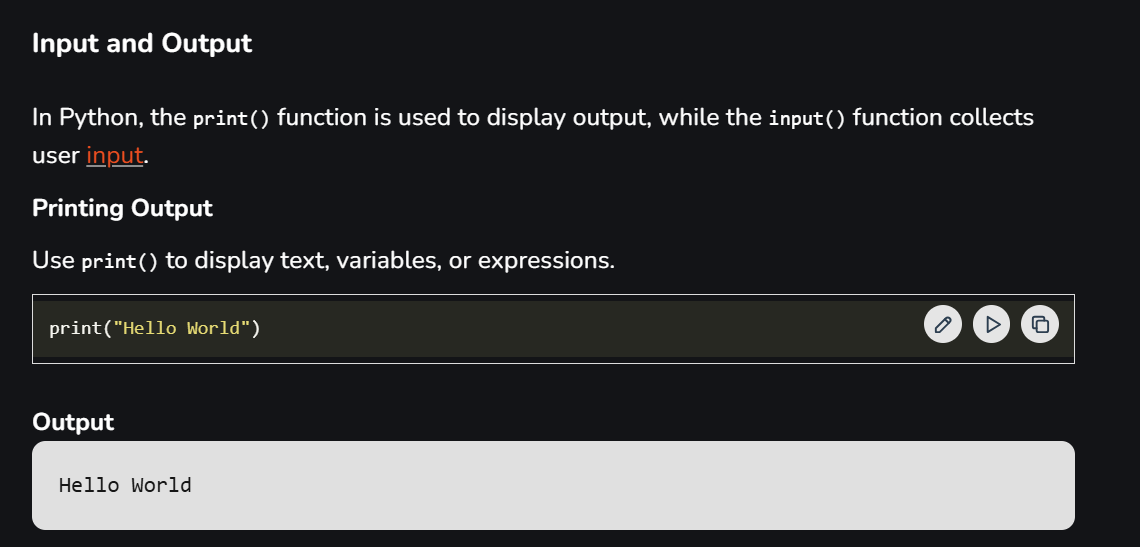 Input and Output
In Python, the print() function is used to display output, while the input() function collects
user input.
Printing Output
Use print() to display text, variables, or expressions.
print("Hello World")
Output
Hello World